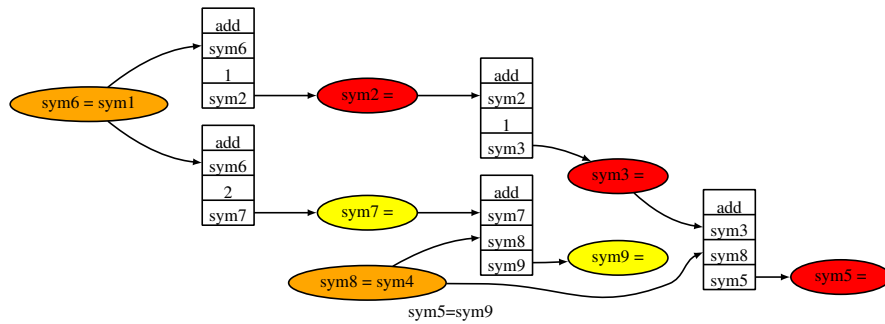 add
sym6
1
sym2
sym6 = sym1
sym2 =
add
sym2
1
sym3
add
sym6
2
sym7
sym3 =
sym7 =
add
sym7
sym8
sym9
add
sym3
sym8
sym5
sym9 =
sym8 = sym4
sym5 =
sym5=sym9